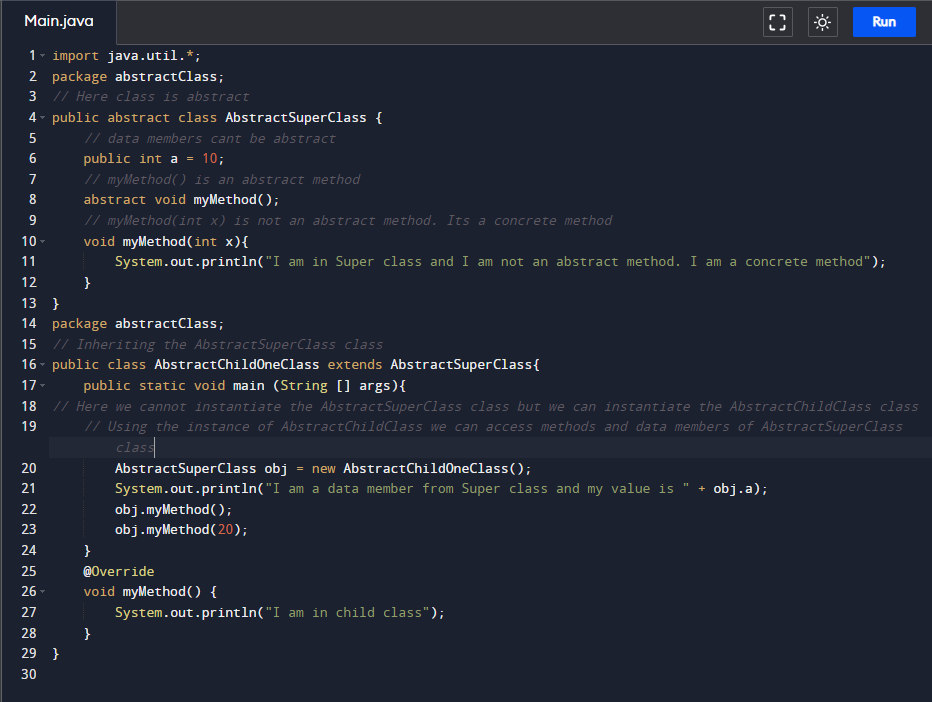 Main.java
Run
1 import java.util.*;
2 package abstractClass;
3 // Here class is abstract
4 public abstract class AbstractSuperClass {
5 // data members cant be abstract
6 public int a = 10;
7 // myMethod() is an abstract method
8 abstract void myMethod();
9 // myMethod(int x) is not an abstract method. Its a concrete method
10 void myMethod(int x){
11 System.out.println("I am in Super class and I am not an abstract method. I am a concrete method");
12 }
13 }
14 package abstractClass;
15 // Inheriting the AbstractSuperClass class
16 public class AbstractChildOneClass extends AbstractSuperClass{
17 public static void main (String [] args){
18 // Here we cannot instantiate the AbstractSuperClass class but we can instantiate the AbstractChildClass class
19 // Using the instance of AbstractChildClass we can access methods and data members of AbstractSuperClass
class
20 AbstractSuperClass obj = new AbstractChildOneClass();
21 System.out.println("I am a data member from Super class and my value is " + obj.a);
22 obj.myMethod();
23 obj.myMethod(20);
24 }
25 @Override
26 void myMethod() {
27 System.out.println("I am in child class");
28 }
29 }
30